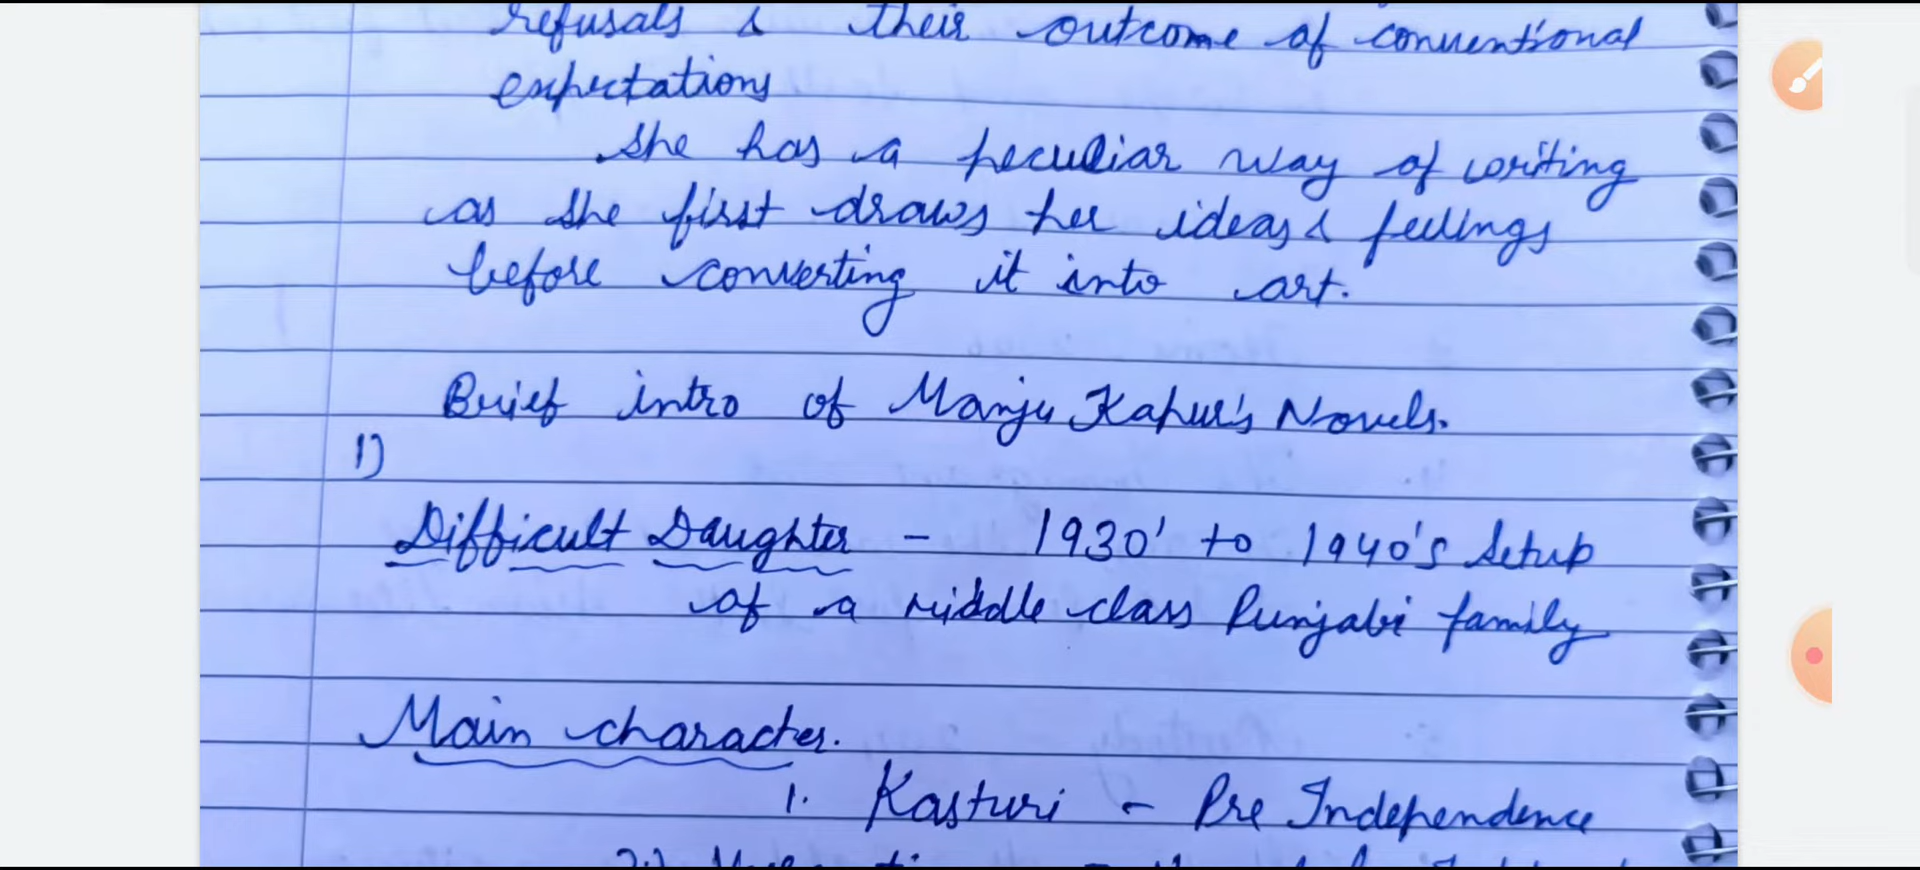 refusals & their outcome of conventional
expectations
She has a peculiar way of writing
as she first draws her ideas & feelings
before converting it into art.
Brief intro of Manju Kapur's Novels.
1)
Difficult Daughter - 1930' to 1940's Setup
of a middle class Punjabi family
Main character.
1. Kasturi - Pre Independence